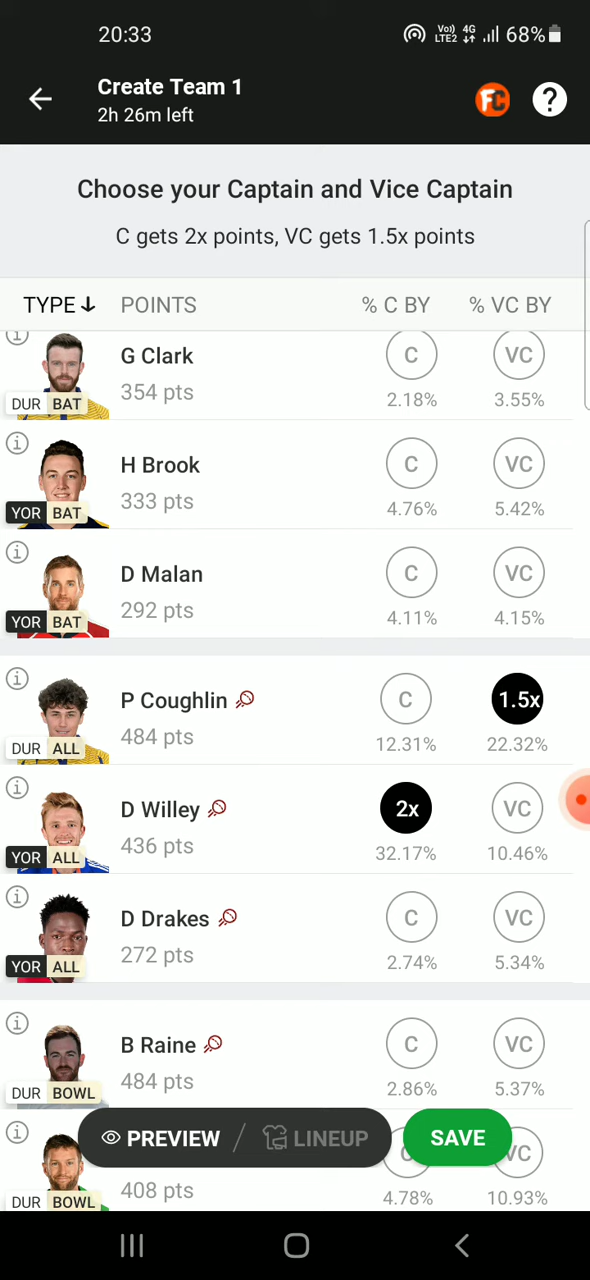 20:33 Vo)) LTE2 4G 68%
Create Team 1
2h 26m left
FC ?
Choose your Captain and Vice Captain
C gets 2x points, VC gets 1.5x points
TYPE POINTS % C BY % VC BY
G Clark C VC
DUR BAT 354 pts 2.18% 3.55%
H Brook C VC
YOR BAT 333 pts 4.76% 5.42%
D Malan C VC
YOR BAT 292 pts 4.11% 4.15%
P Coughlin C 1.5x
DUR ALL 484 pts 12.31% 22.32%
D Willey 2x VC
YOR ALL 436 pts 32.17% 10.46%
D Drakes C VC
YOR ALL 272 pts 2.74% 5.34%
B Raine C VC
DUR BOWL 484 pts 2.86% 5.37%
PREVIEW / LINEUP SAVE VC
DUR BOWL 408 pts 4.78% 10.93%